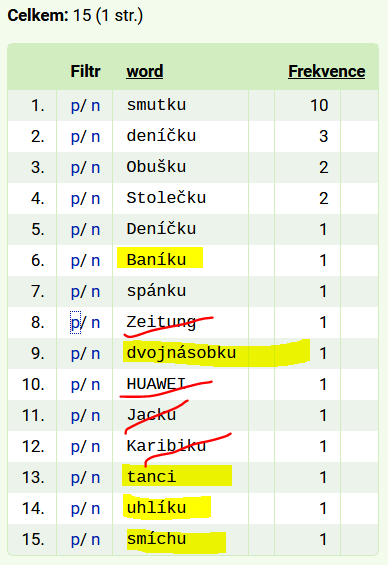 Celkem: 15 (1 str.)
Filtr word Frekvence
1. p/ n smutku 10
2. p/ n deníčku 3
3. p/ n Obušku 2
4. p/ n Stolečku 2
5. p/ n Deníčku 1
6. p/ n Baníku 1
7. p/ n spánku 1
8. p/ n Zeitung 1
9. p/ n dvojnásobku 1
10. p/ n HUAWEI 1
11. p/ n Jacku 1
12. p/ n Karibiku 1
13. p/ n tanci 1
14. p/ n uhlíku 1
15. p/ n smíchu 1